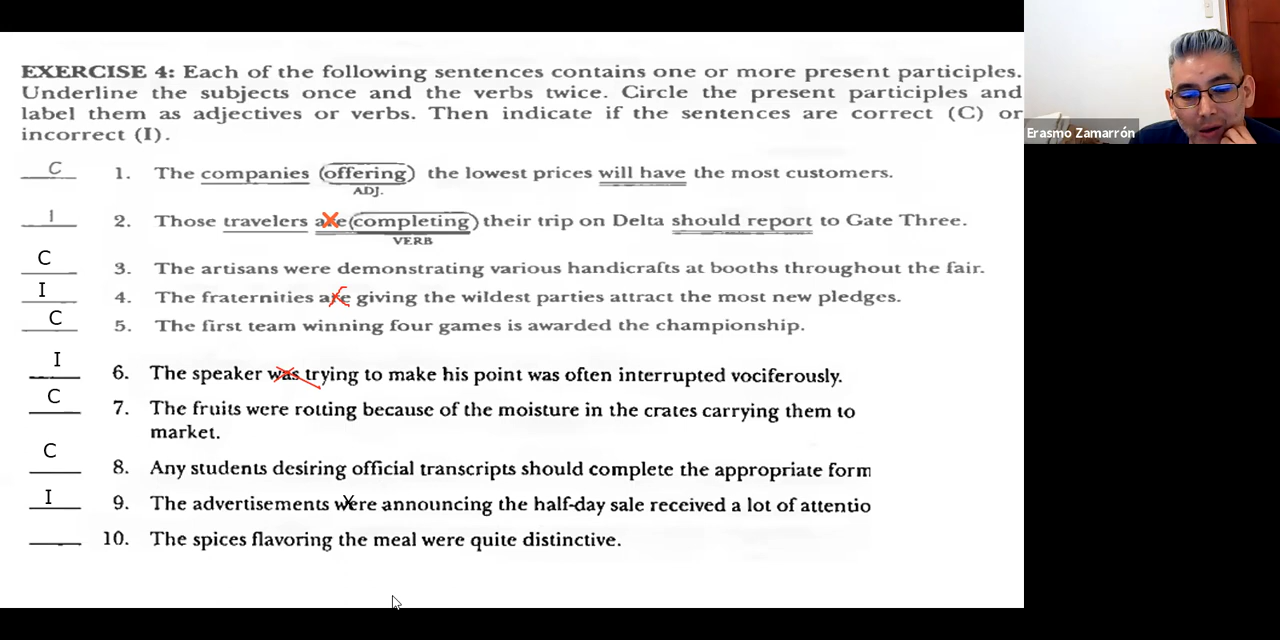 EXERCISE 4: Each of the following sentences contains one or more present participles.
Underline the subjects once and the verbs twice. Circle the present participles and
label them as adjectives or verbs. Then indicate if the sentences are correct (C) or
incorrect (I).
Erasmo Zamarrón
C 1. The companies (offering) the lowest prices will have the most customers.
ADJ.
I 2. Those travelers are (completing) their trip on Delta should report to Gate Three.
VERB
C 3. The artisans were demonstrating various handicrafts at booths throughout the fair.
I 4. The fraternities are giving the wildest parties attract the most new pledges.
C 5. The first team winning four games is awarded the championship.
I 6. The speaker was trying to make his point was often interrupted vociferously.
C 7. The fruits were rotting because of the moisture in the crates carrying them to
market.
C 8. Any students desiring official transcripts should complete the appropriate form
I 9. The advertisements were announcing the half-day sale received a lot of attentio
10. The spices flavoring the meal were quite distinctive.